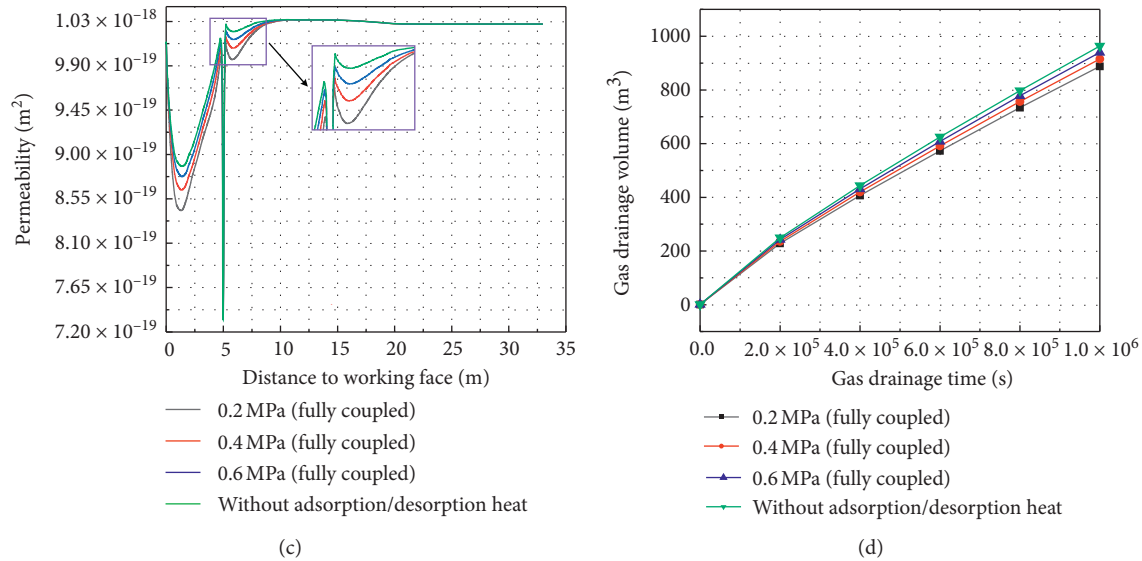 1.03 × 10⁻¹⁸
9.90 × 10⁻¹⁹
9.45 × 10⁻¹⁹
9.00 × 10⁻¹⁹
8.55 × 10⁻¹⁹
8.10 × 10⁻¹⁹
7.65 × 10⁻¹⁹
7.20 × 10⁻¹⁹
Permeability (m²)
0 5 10 15 20 25 30 35
Distance to working face (m)
0.2 MPa (fully coupled)
0.4 MPa (fully coupled)
0.6 MPa (fully coupled)
Without adsorption/desorption heat
(c)
1000
800
600
400
200
0
Gas drainage volume (m³)
0.0 2.0 × 10⁵ 4.0 × 10⁵ 6.0 × 10⁵ 8.0 × 10⁵ 1.0 × 10⁶
Gas drainage time (s)
0.2 MPa (fully coupled)
0.4 MPa (fully coupled)
0.6 MPa (fully coupled)
Without adsorption/desorption heat
(d)